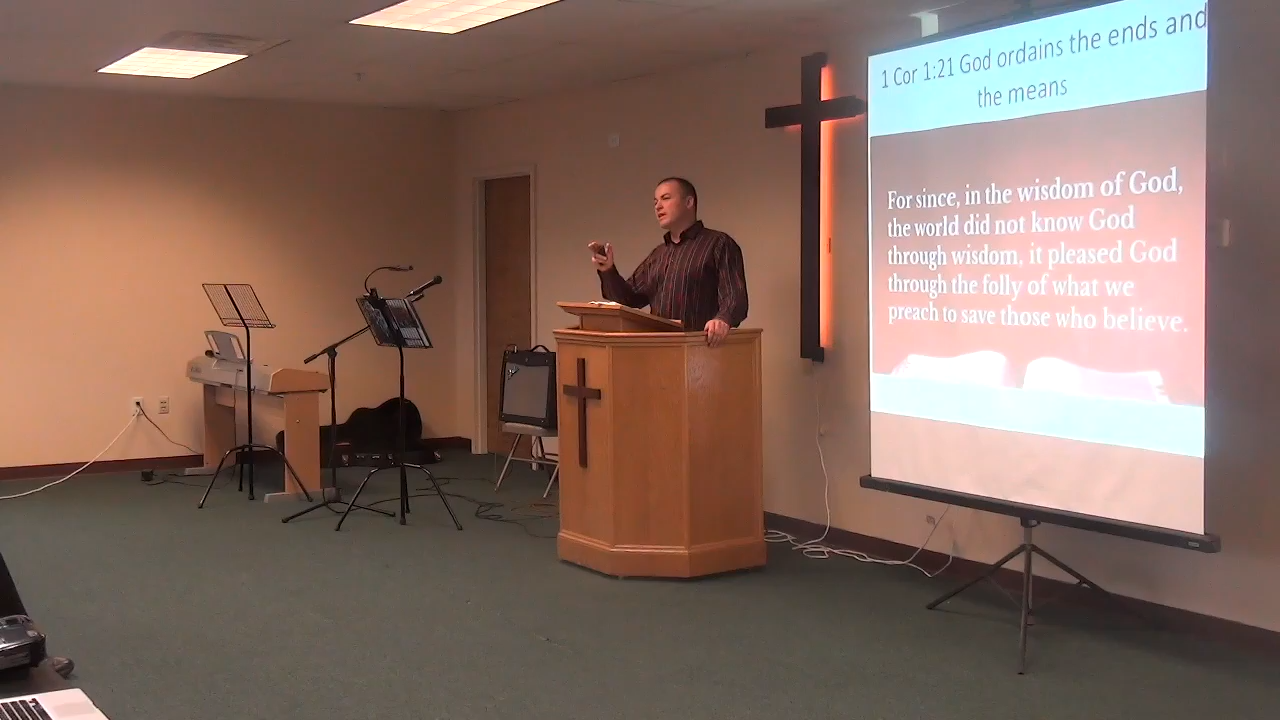 1 Cor 1:21 God ordains the ends and
the means
For since, in the wisdom of God,
the world did not know God
through wisdom, it pleased God
through the folly of what we
preach to save those who believe.